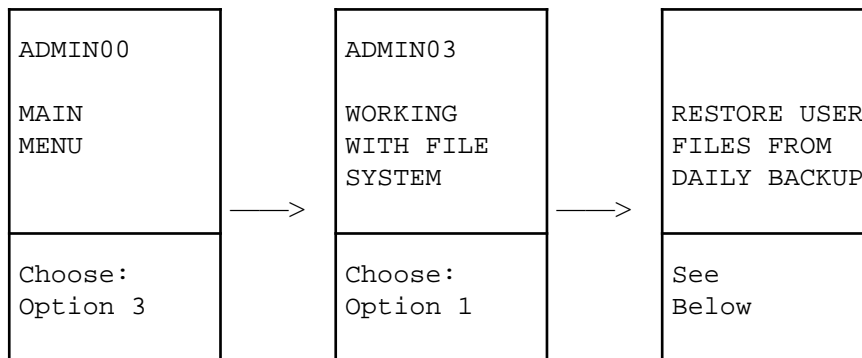 ADMIN00
MAIN
MENU
Choose:
Option 3
———>
ADMIN03
WORKING
WITH FILE
SYSTEM
Choose:
Option 1
———>
RESTORE USER
FILES FROM
DAILY BACKUP
See
Below